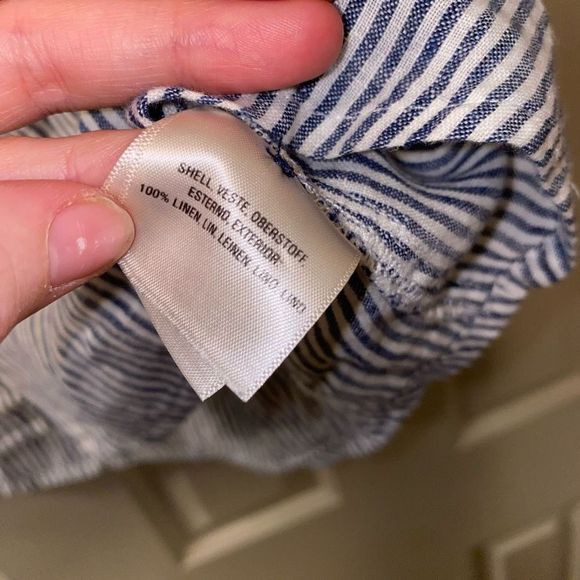 SHELL, VESTE, OBERSTOFF,
ESTERNO, EXTERIOR
100% LINEN, LIN, LEINEN, LINO, LINO